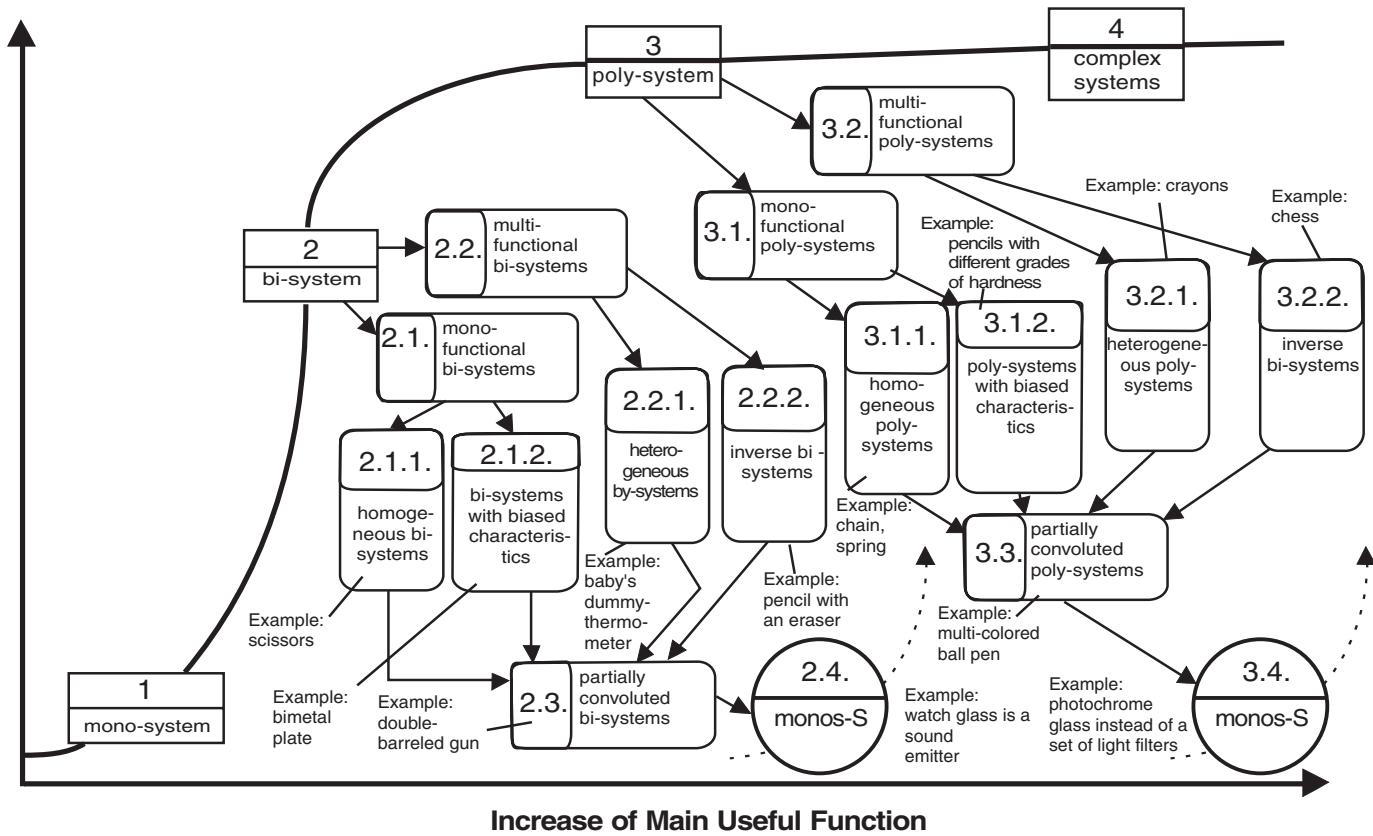 3
poly-system
4
complex
systems
3.2.
multi-
functional
poly-systems
2
bi-system
2.2.
multi-
functional
bi-systems
3.1.
mono-
functional
poly-systems
Example: crayons
Example:
chess
Example:
pencils with
different grades
of hardness
2.1.
mono-
functional
bi-systems
3.1.1.
homo-
geneous
poly-
systems
3.1.2.
poly-systems
with biased
characteris-
tics
3.2.1.
heterogene-
ous poly-
systems
3.2.2.
inverse
bi-systems
2.1.1.
homoge-
neous bi-
systems
2.1.2.
bi-systems
with biased
characteris-
tics
2.2.1.
hetero-
geneous
by-systems
2.2.2.
inverse bi -
systems
Example:
chain,
spring
3.3.
partially
convoluted
poly-systems
Example:
scissors
Example:
baby's
dummy-
thermo-
meter
Example:
pencil with
an eraser
Example:
multi-colored
ball pen
1
mono-system
Example:
bimetal
plate
Example:
double-
barreled gun
2.3.
partially
convoluted
bi-systems
2.4.
monos-S
Example:
watch glass is a
sound
emitter
Example:
photochrome
glass instead of a
set of light filters
3.4.
monos-S
Increase of Main Useful Function